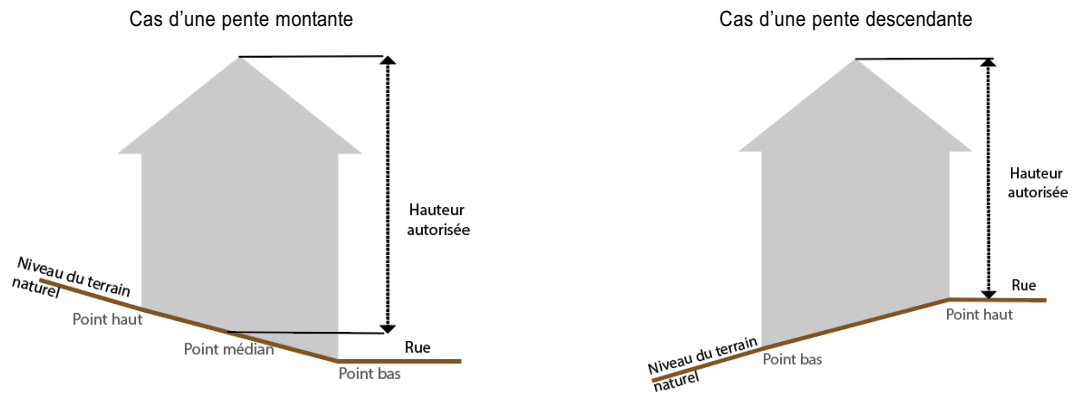 Cas d’une pente montante
Hauteur
autorisée
Niveau du terrain
naturel
Point haut
Point médian
Rue
Point bas
Cas d’une pente descendante
Hauteur
autorisée
Rue
Point haut
Niveau du terrain
naturel
Point bas